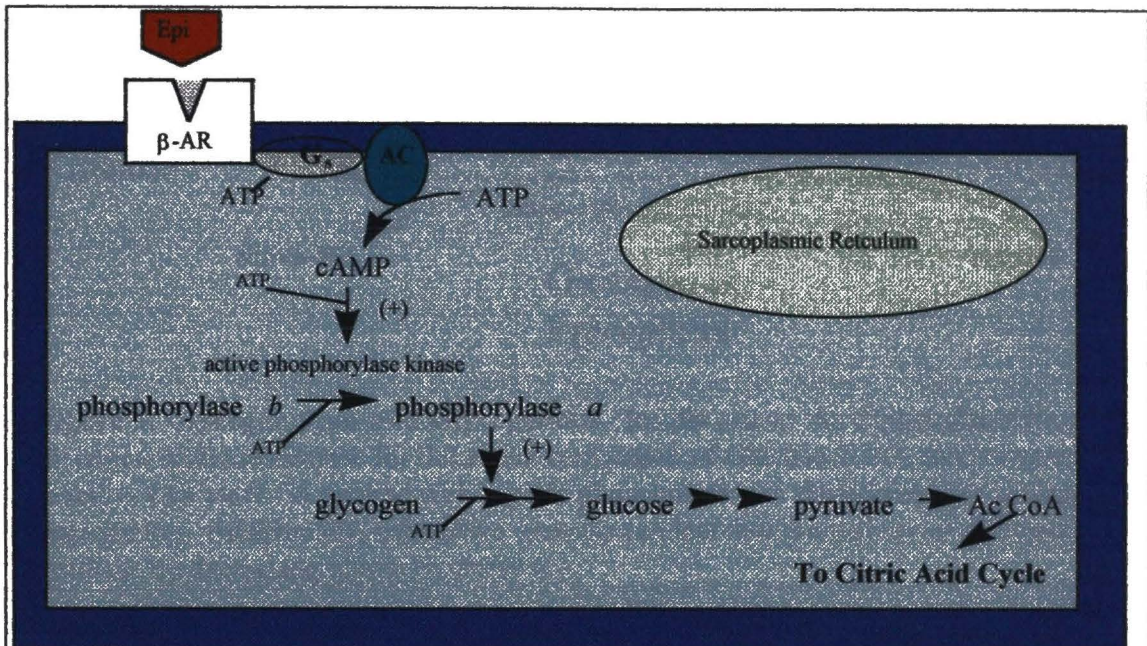 Epi
β-AR
Gs
AC
ATP
ATP
Sarcoplasmic Retculum
cAMP
ATP
(+)
active phosphorylase kinase
phosphorylase b
phosphorylase a
ATP
(+)
glycogen
glucose
pyruvate
Ac CoA
ATP
To Citric Acid Cycle